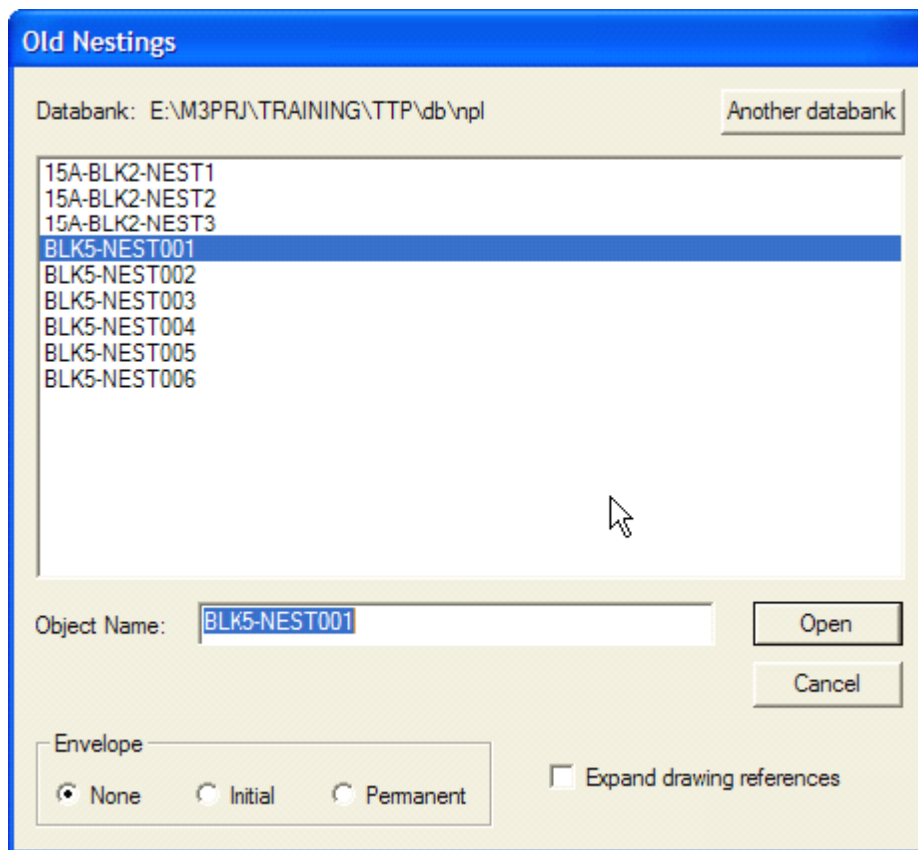 Old Nestings
Databank: E:\M3PRJ\TRAINING\TTP\db\npl
Another databank
15A-BLK2-NEST1
15A-BLK2-NEST2
15A-BLK2-NEST3
BLK5-NEST001
BLK5-NEST002
BLK5-NEST003
BLK5-NEST004
BLK5-NEST005
BLK5-NEST006
Object Name: BLK5-NEST001
Open
Cancel
Envelope
None Initial Permanent
Expand drawing references